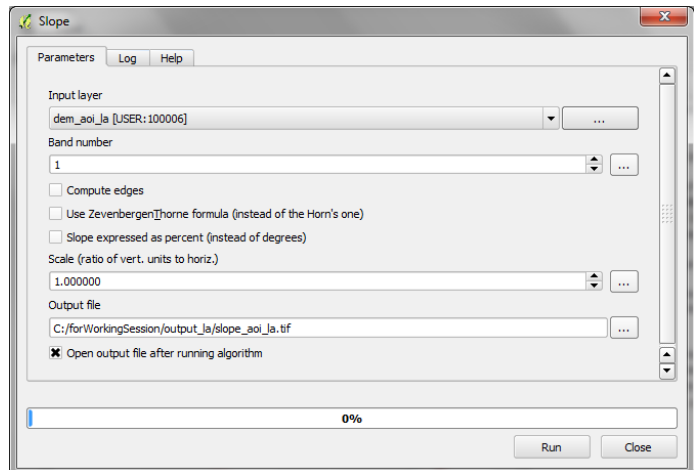 Slope
Parameters Log Help
Input layer
dem_aoi_la [USER:100006]
...
Band number
1
...
Compute edges
Use ZevenbergenThorne formula (instead of the Horn's one)
Slope expressed as percent (instead of degrees)
Scale (ratio of vert. units to horiz.)
1.000000
...
Output file
C:/forWorkingSession/output_la/slope_aoi_la.tif
...
Open output file after running algorithm
0%
Run Close